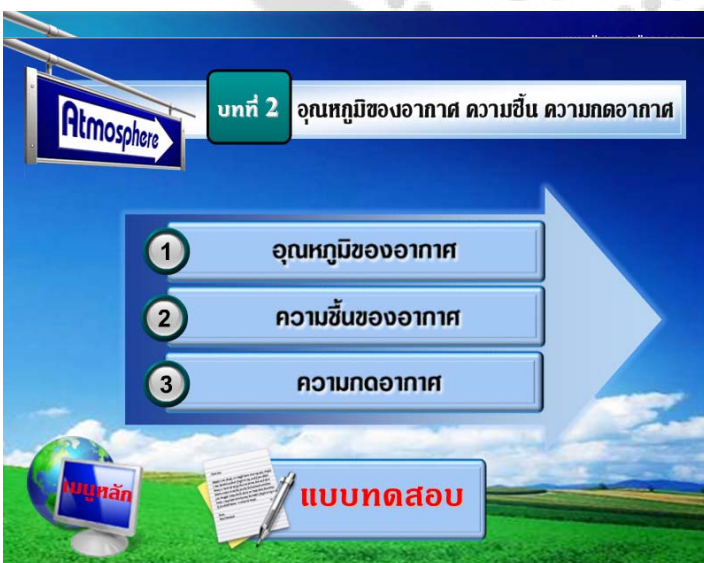 Atmosphere
บทที่ 2
อุณหภูมิของอากาศ ความชื้น ความกดอากาศ
1 อุณหภูมิของอากาศ
2 ความชื้นของอากาศ
3 ความกดอากาศ
เมนูหลัก
แบบทดสอบ